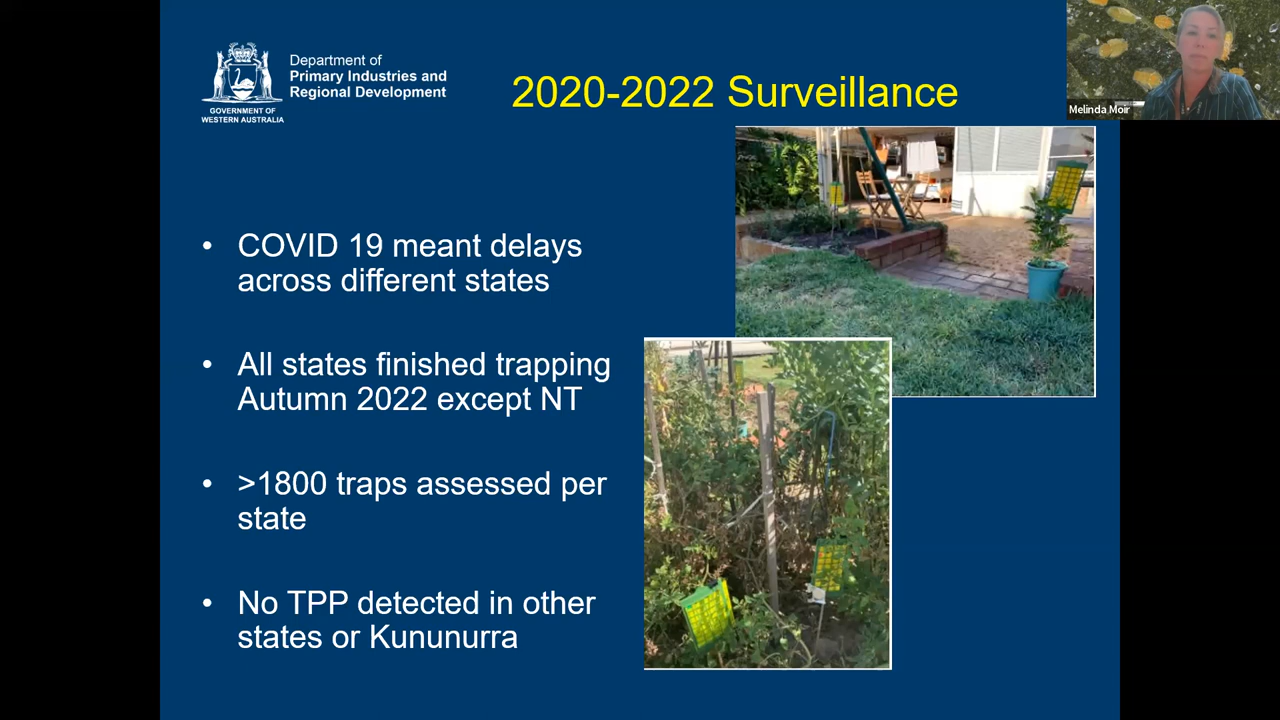 Department of
Primary Industries and
Regional Development
GOVERNMENT OF
WESTERN AUSTRALIA
2020-2022 Surveillance
Melinda Moir
• COVID 19 meant delays
across different states
• All states finished trapping
Autumn 2022 except NT
• >1800 traps assessed per
state
• No TPP detected in other
states or Kununurra